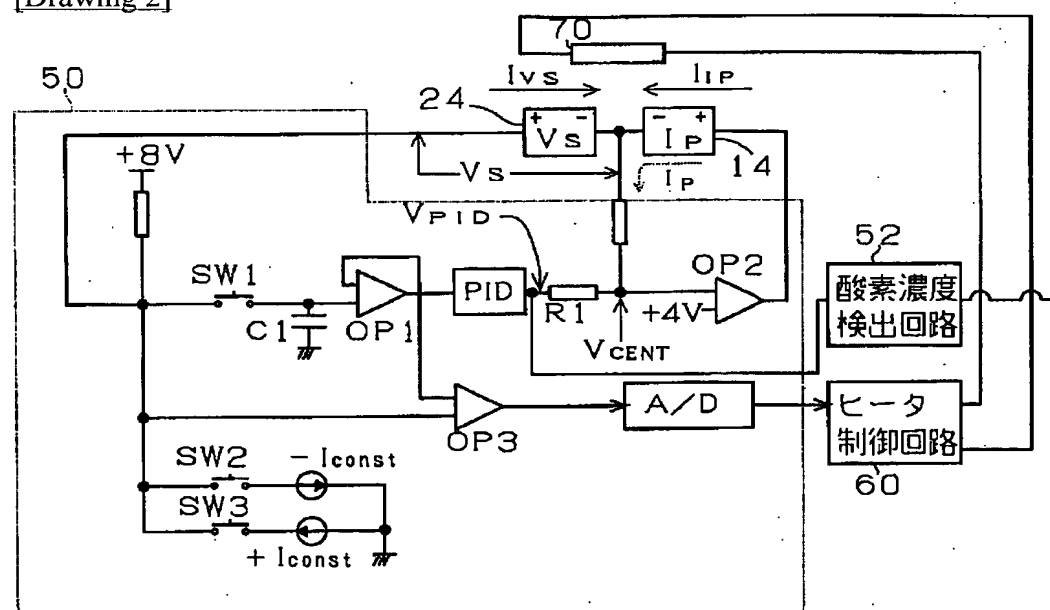 [Drawing 2]
70
50
IVS
IIP
24
+ -
VS
- +
IP
14
+8V
VS
IP
VPID
SW1
OP2
52
酸素濃度
検出回路
PID
R1
+4V
C1
OP1
VCENT
A/D
ヒータ
制御回路
OP3
60
SW2
- Iconst
SW3
+ Iconst